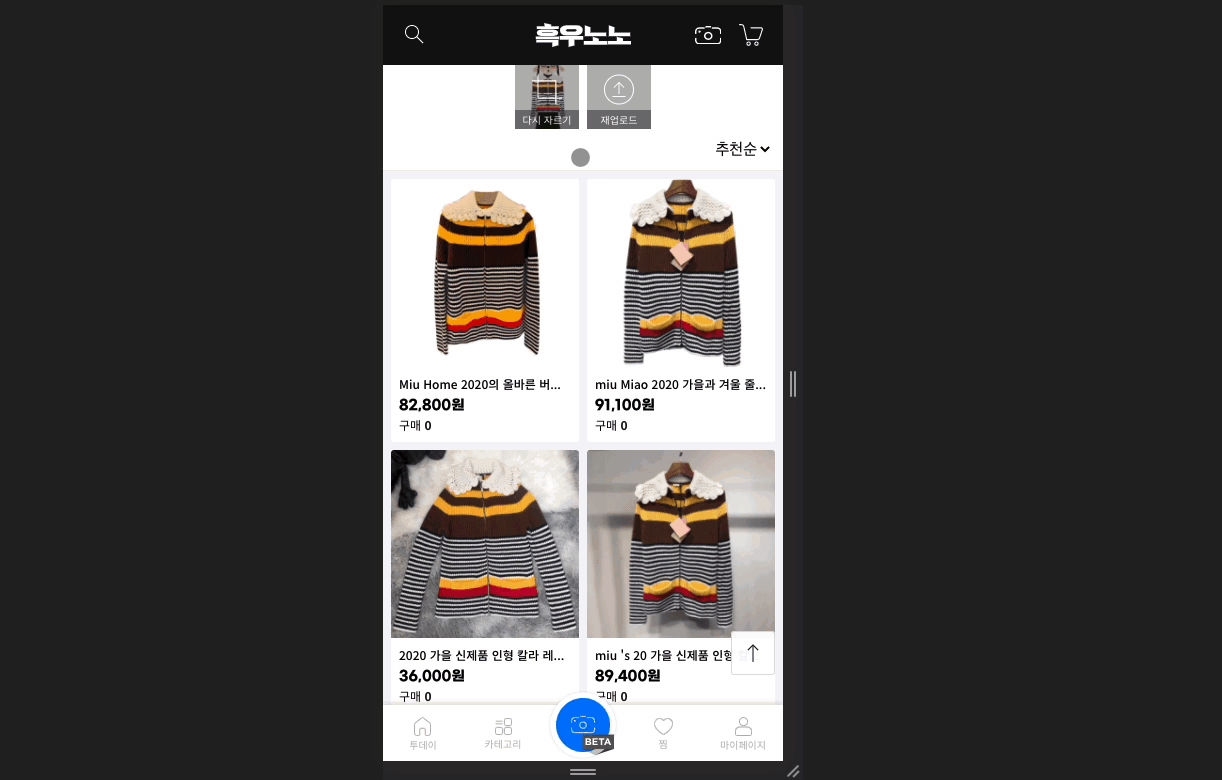 흑우노노
다시 자르기
재업로드
추천순
Miu Home 2020의 올바른 버...
82,800원
구매 0
miu Miao 2020 가을과 겨울 줄...
91,100원
구매 0
2020 가을 신제품 인형 칼라 레...
36,000원
구매 0
miu 's 20 가을 신제품 인형
89,400원
구매 0
투데이
카테고리
BETA
찜
마이페이지